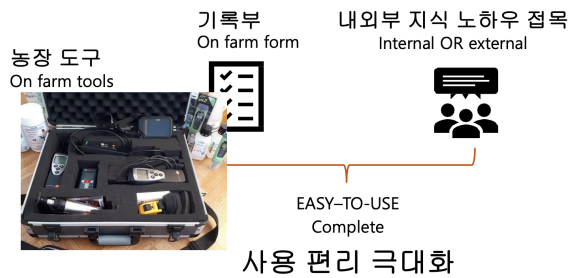 농장 도구
On farm tools
기록부
On farm form
내외부 지식 노하우 접목
Internal OR external
EASY–TO-USE
Complete
사용 편리 극대화